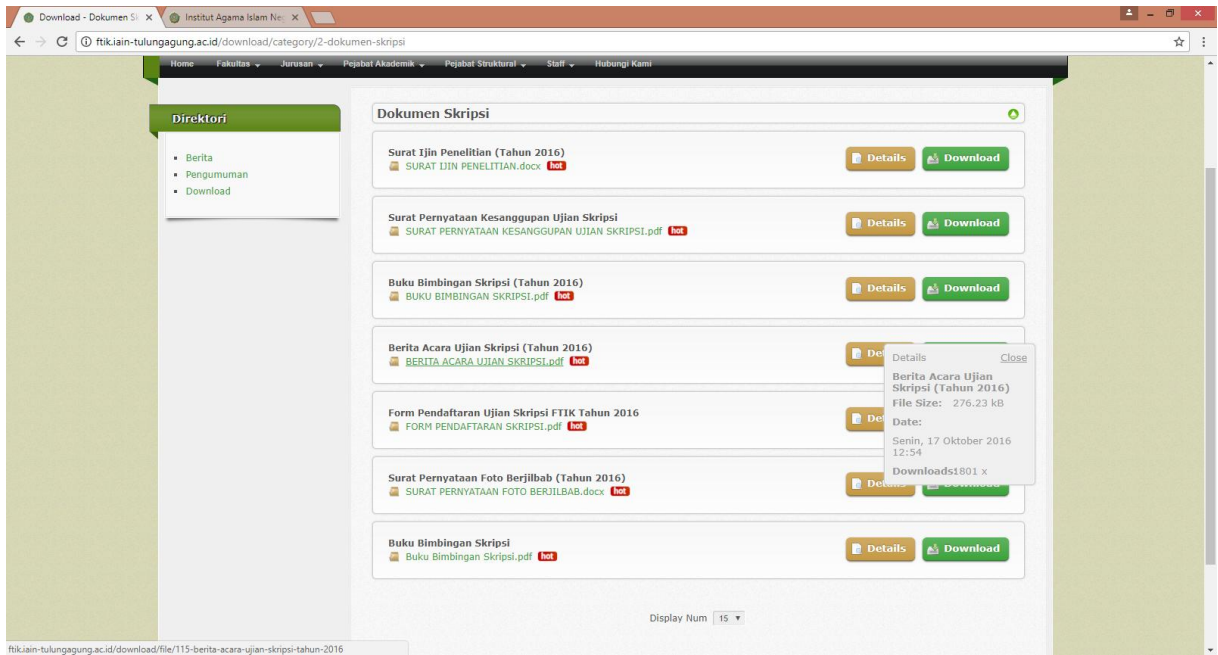 Download - Dokumen Sk
Institut Agama Islam Neg
ftik.iain-tulungagung.ac.id/download/category/2-dokumen-skripsi
Home Fakultas Jurusan Pejabat Akademik Pejabat Struktural Staff Hubungi Kami
Direktori
Berita
Pengumuman
Download
Dokumen Skripsi
Surat Ijin Penelitian (Tahun 2016)
SURAT IJIN PENELITIAN.docx hot
Details Download
Surat Pernyataan Kesanggupan Ujian Skripsi
SURAT PERNYATAAN KESANGGUPAN UJIAN SKRIPSI.pdf hot
Details Download
Buku Bimbingan Skripsi (Tahun 2016)
BUKU BIMBINGAN SKRIPSI.pdf hot
Details Download
Berita Acara Ujian Skripsi (Tahun 2016)
BERITA ACARA UJIAN SKRIPSI.pdf hot
Details Close
Berita Acara Ujian
Skripsi (Tahun 2016)
File Size: 276.23 kB
Date:
Senin, 17 Oktober 2016
12:54
Downloads1801 x
Form Pendaftaran Ujian Skripsi FTIK Tahun 2016
FORM PENDAFTARAN SKRIPSI.pdf hot
Surat Pernyataan Foto Berjilbab (Tahun 2016)
SURAT PERNYATAAN FOTO BERJILBAB.docx hot
Buku Bimbingan Skripsi
Buku Bimbingan Skripsi.pdf hot
Details Download
Display Num 15
ftik.iain-tulungagung.ac.id/download/file/115-berita-acara-ujian-skripsi-tahun-2016